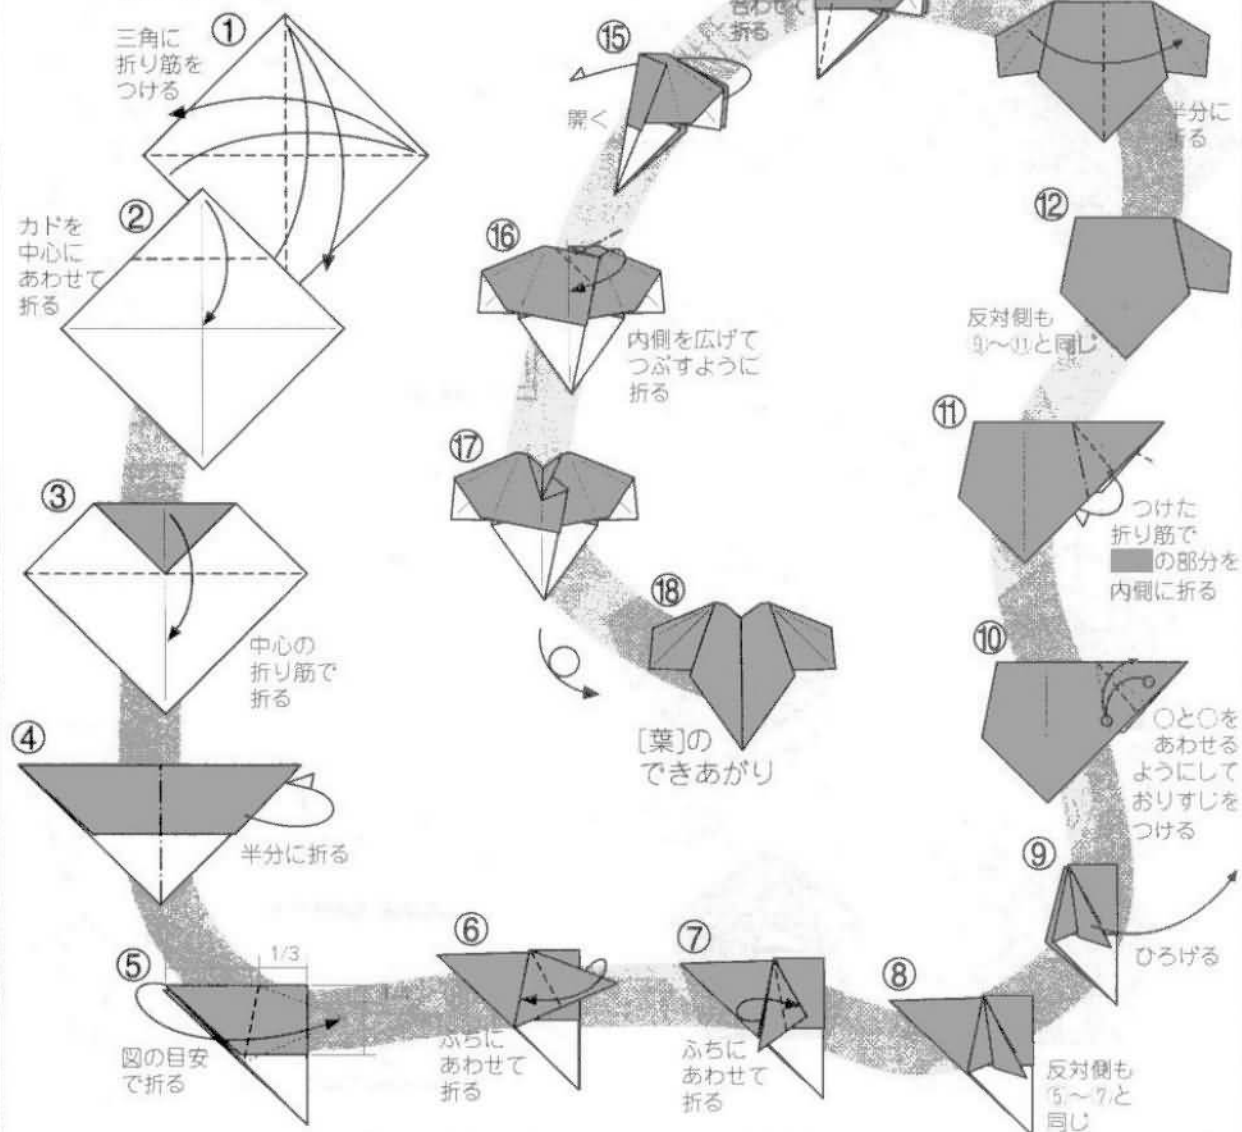 ①
三角に
折り筋を
つける
②
カドを
中心に
あわせて
折る
③
中心の
折り筋で
折る
④
半分に折る
⑤
1/3
図の目安
で折る
⑥
ふちに
あわせて
折る
⑦
ふちに
あわせて
折る
⑧
反対側も
⑤～⑦と
同じ
⑨
ひろげる
⑩
○と○を
あわせる
ようにして
おりすじを
つける
⑪
つけた
折り筋で
の部分を
内側に折る
⑫
反対側も
⑨～⑪と同じ
半分に
折る
合わせて
折る
⑮
開く
⑯
内側を広げて
つぶすように
折る
⑰
⑱
[葉]の
できあがり